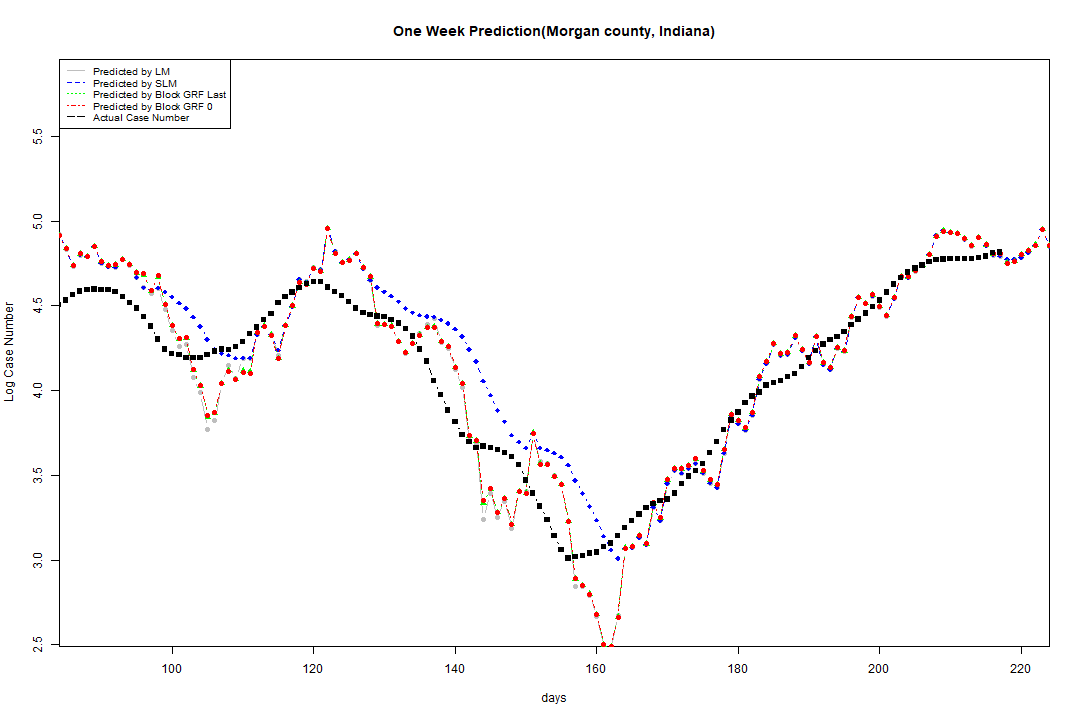 One Week Prediction(Morgan county, Indiana)
Predicted by LM
Predicted by SLM
Predicted by Block GRF Last
Predicted by Block GRF 0
Actual Case Number
Log Case Number
5.5
5.0
4.5
4.0
3.5
3.0
2.5
100 120 140 160 180 200 220
days